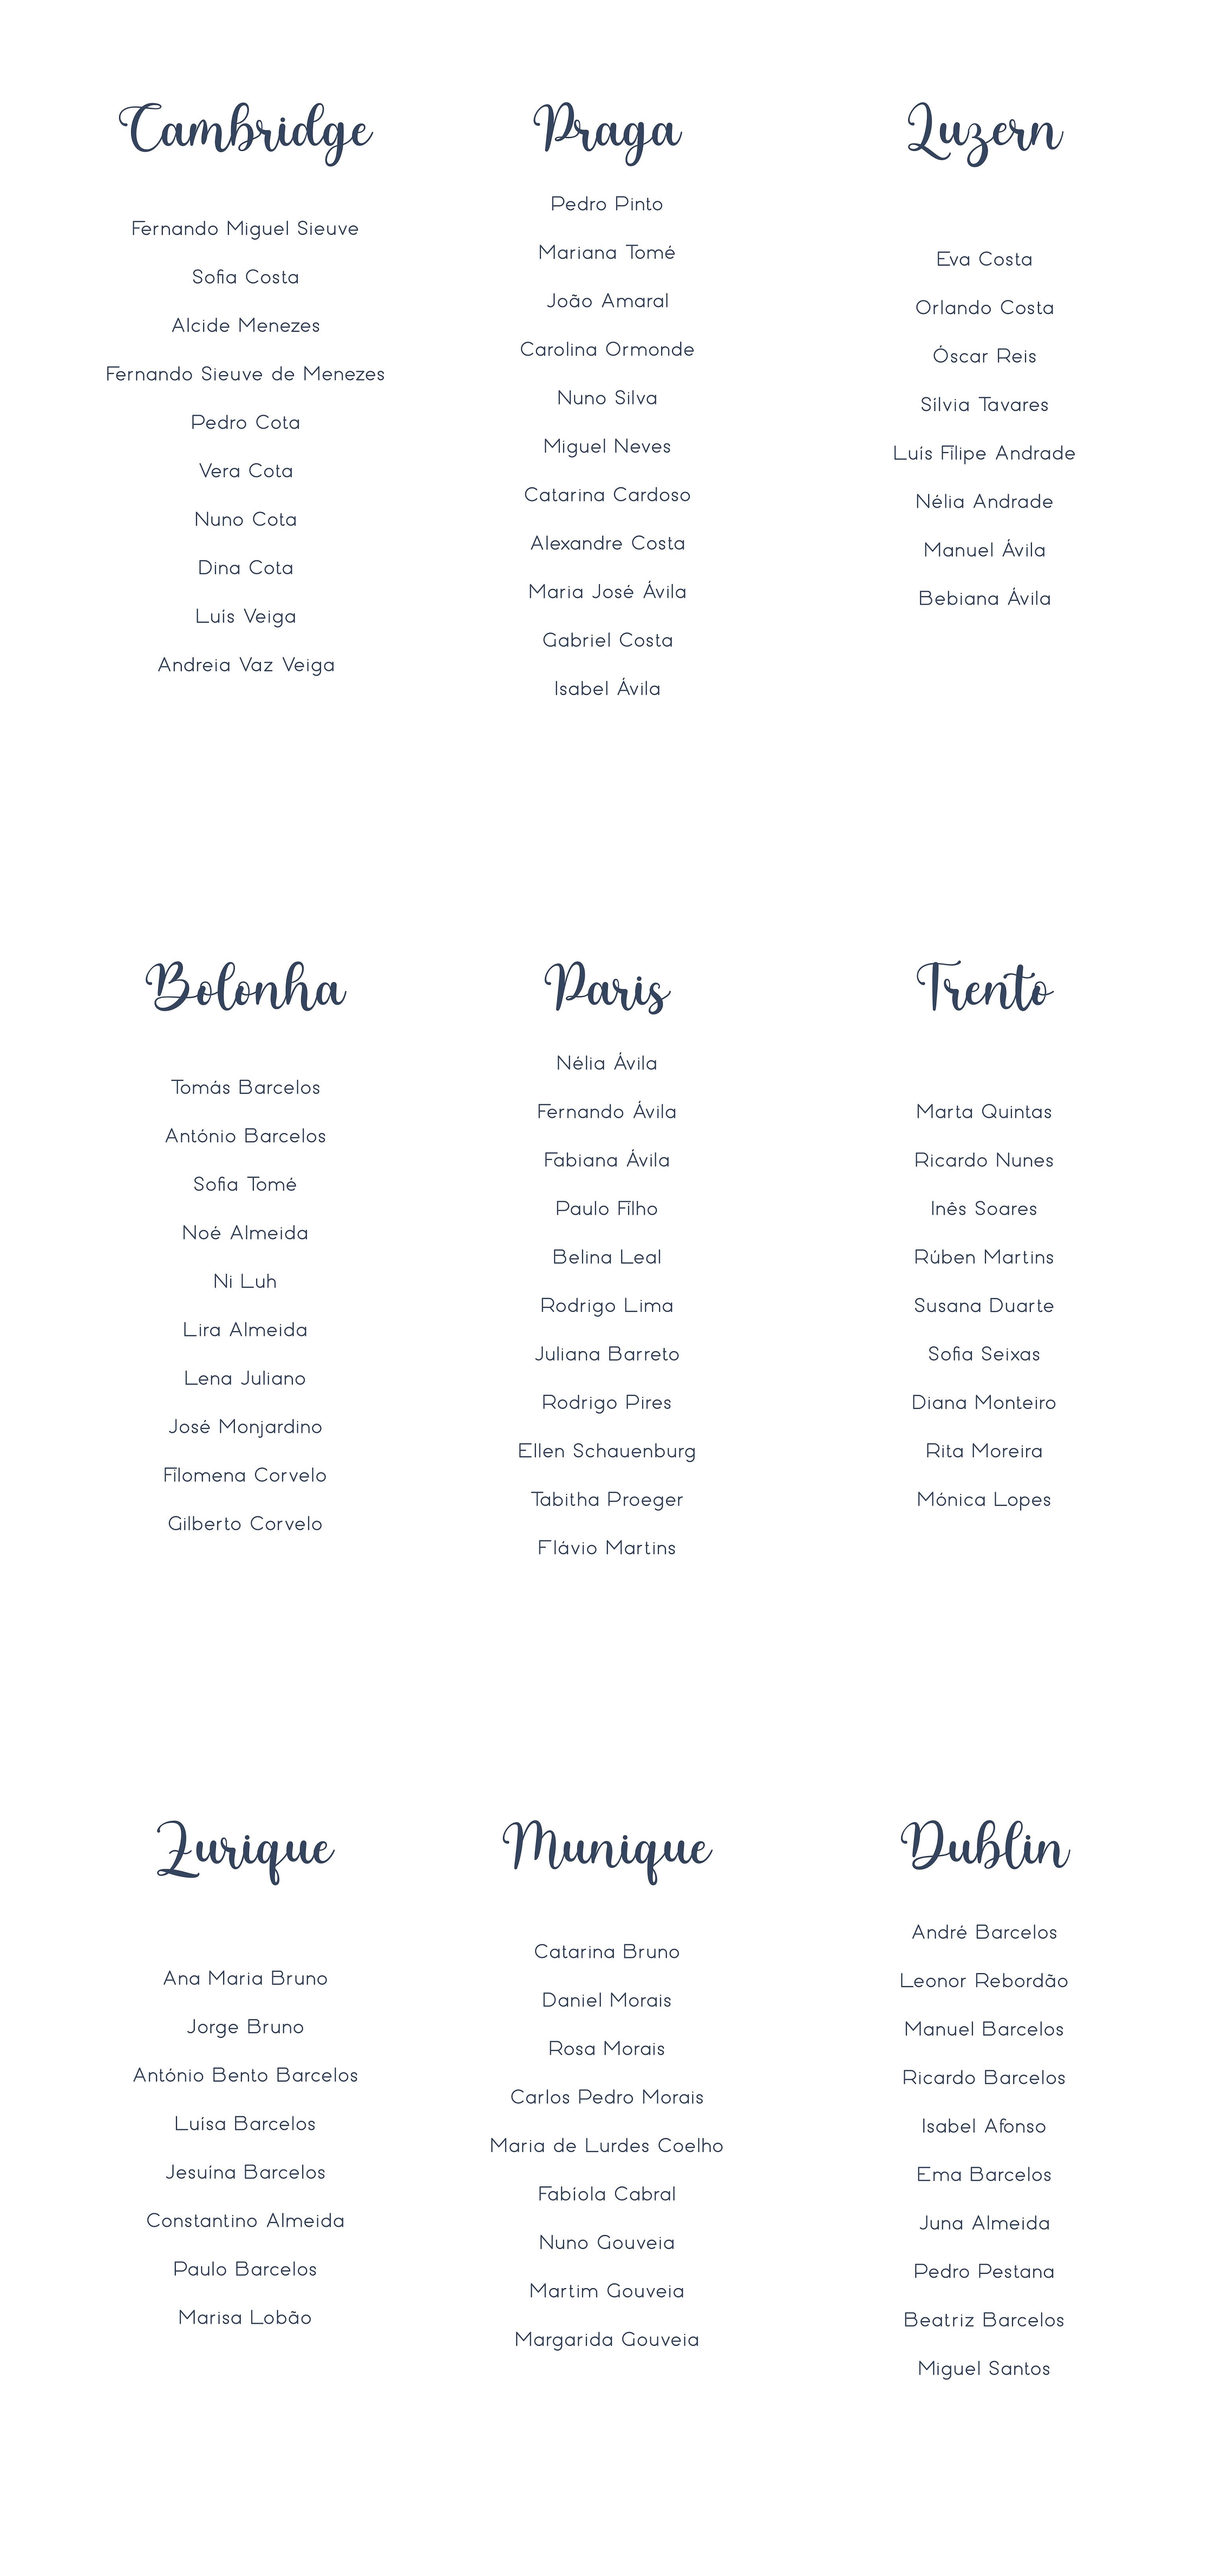 Cambridge
Fernando Miguel Sieuve
Sofia Costa
Alcide Menezes
Fernando Sieuve de Menezes
Pedro Cota
Vera Cota
Nuno Cota
Dina Cota
Luís Veiga
Andreia Vaz Veiga
Praga
Pedro Pinto
Mariana Tomé
João Amaral
Carolina Ormonde
Nuno Silva
Miguel Neves
Catarina Cardoso
Alexandre Costa
Maria José Ávila
Gabriel Costa
Isabel Ávila
Luzern
Eva Costa
Orlando Costa
Óscar Reis
Sílvia Tavares
Luís Filipe Andrade
Nélia Andrade
Manuel Ávila
Bebiana Ávila
Bolonha
Tomás Barcelos
António Barcelos
Sofia Tomé
Noé Almeida
Ni Luh
Lira Almeida
Lena Juliano
José Monjardino
Filomena Corvelo
Gilberto Corvelo
Paris
Nélia Ávila
Fernando Ávila
Fabiana Ávila
Paulo Filho
Belina Leal
Rodrigo Lima
Juliana Barreto
Rodrigo Pires
Ellen Schauenburg
Tabitha Proeger
Flávio Martins
Trento
Marta Quintas
Ricardo Nunes
Inês Soares
Rúben Martins
Susana Duarte
Sofia Seixas
Diana Monteiro
Rita Moreira
Mónica Lopes
Zurique
Ana Maria Bruno
Jorge Bruno
António Bento Barcelos
Luísa Barcelos
Jesuína Barcelos
Constantino Almeida
Paulo Barcelos
Marisa Lobão
Munique
Catarina Bruno
Daniel Morais
Rosa Morais
Carlos Pedro Morais
Maria de Lurdes Coelho
Fabíola Cabral
Nuno Gouveia
Martim Gouveia
Margarida Gouveia
Dublin
André Barcelos
Leonor Rebordão
Manuel Barcelos
Ricardo Barcelos
Isabel Afonso
Ema Barcelos
Juna Almeida
Pedro Pestana
Beatriz Barcelos
Miguel Santos